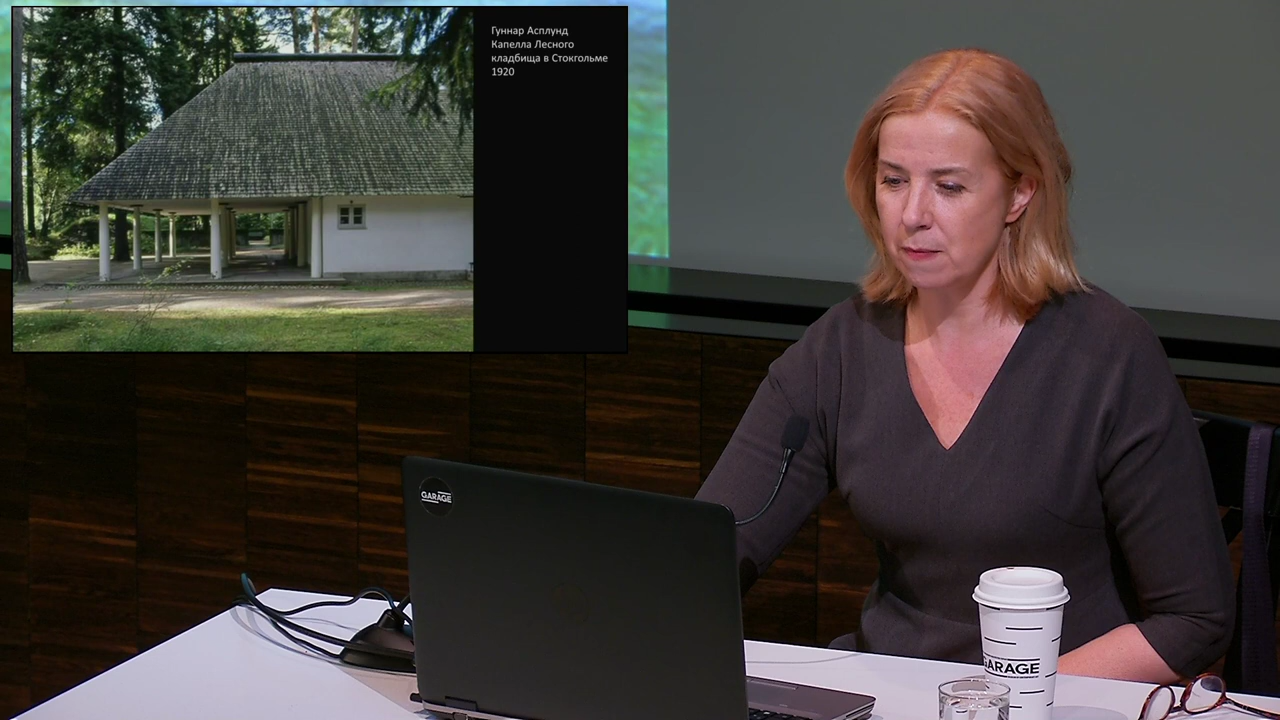 Гуннар Асплунд
Капелла Лесного
кладбища в Стокгольме
1920
GARAGE
GARAGE